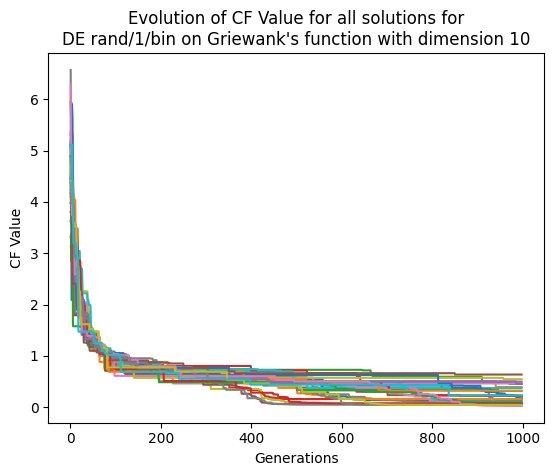 Evolution of CF Value for all solutions for
DE rand/1/bin on Griewank's function with dimension 10
CF Value
6
5
4
3
2
1
0
0 200 400 600 800 1000
Generations